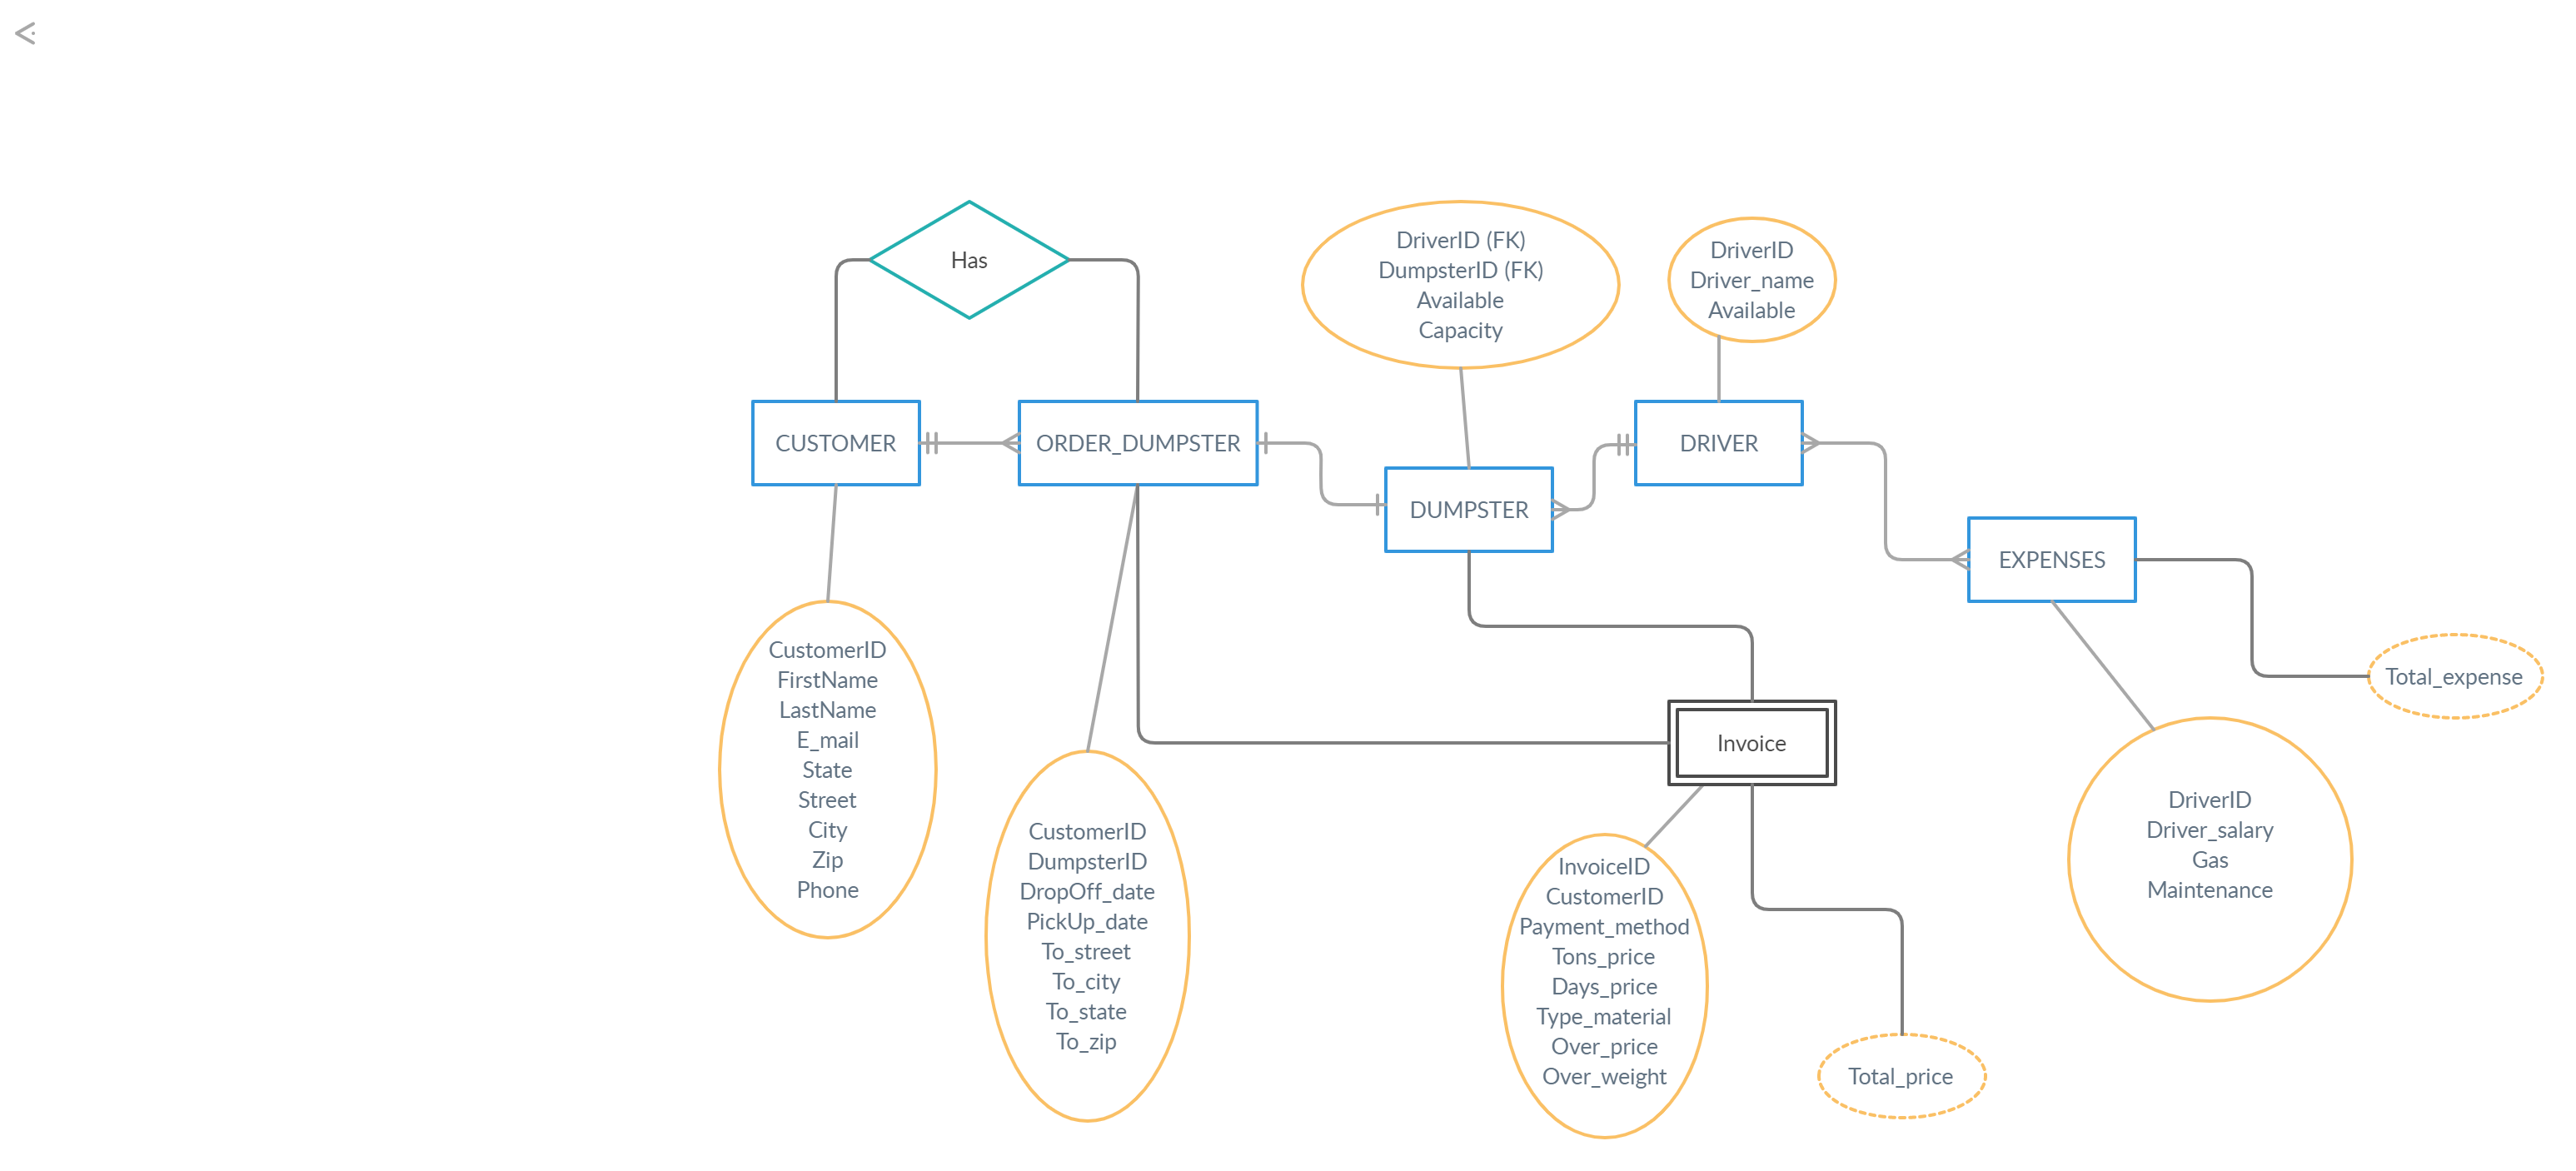 Has
DriverID (FK)
DumpsterID (FK)
Available
Capacity
DriverID
Driver_name
Available
CUSTOMER
ORDER_DUMPSTER
DUMPSTER
DRIVER
EXPENSES
CustomerID
FirstName
LastName
E_mail
State
Street
City
Zip
Phone
CustomerID
DumpsterID
DropOff_date
PickUp_date
To_street
To_city
To_state
To_zip
Invoice
InvoiceID
CustomerID
Payment_method
Tons_price
Days_price
Type_material
Over_price
Over_weight
Total_price
Total_expense
DriverID
Driver_salary
Gas
Maintenance